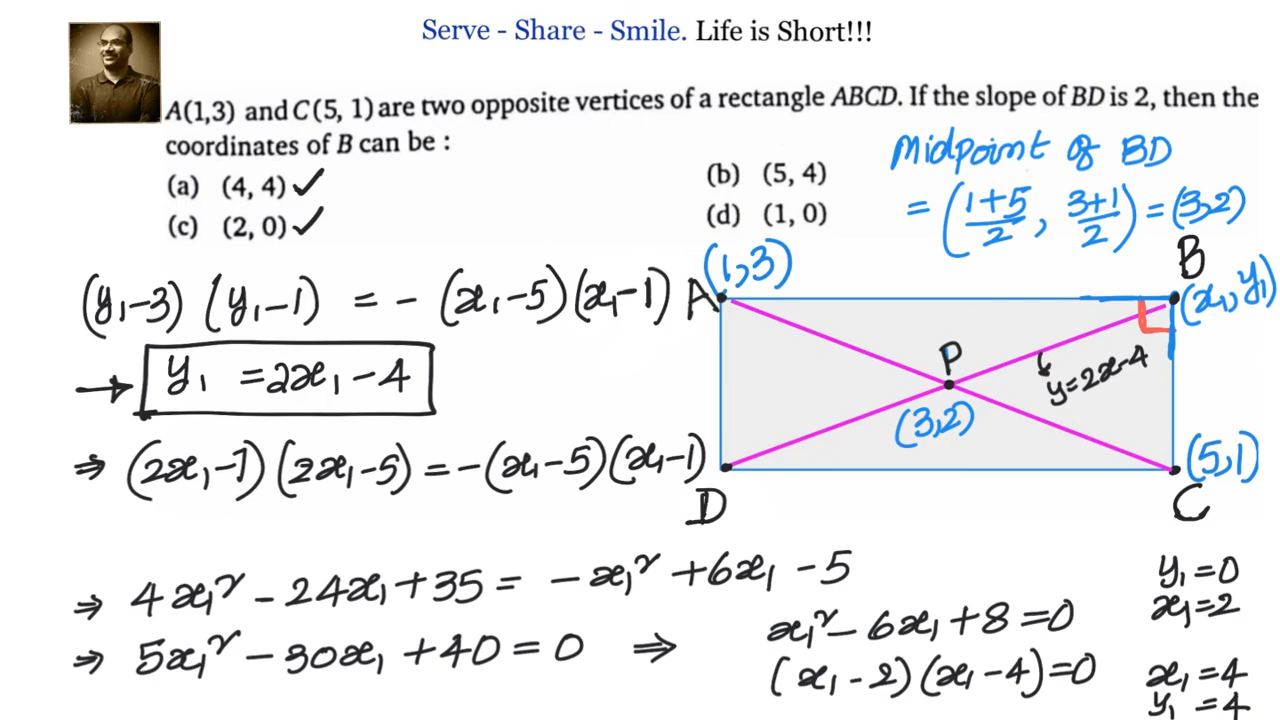 Serve - Share - Smile. Life is Short!!!
A(1,3) and C(5, 1) are two opposite vertices of a rectangle ABCD. If the slope of BD is 2, then the
coordinates of B can be :
(a) (4, 4) ✓
(b) (5, 4)
(c) (2, 0) ✓
(d) (1, 0)
Midpoint of BD
= (1+5/2, 3+1/2) = (3,2)
(y₁-3) (y₁-1) = - (x₁-5)(x₁-1)
→ y₁ = 2x₁ - 4
⇒ (2x₁-7)(2x₁-5) = -(x₁-5)(x₁-1)
A
(1,3)
B
(x₁, y₁)
P
(3,2)
y=2x-4
D
C
(5,1)
⇒ 4x₁² - 24x₁ + 35 = -x₁² + 6x₁ - 5
⇒ 5x₁² - 30x₁ + 40 = 0 ⇒ x₁² - 6x₁ + 8 = 0
(x₁ - 2)(x₁ - 4) = 0
y₁ = 0
x₁ = 2
x₁ = 4
y₁ = 4